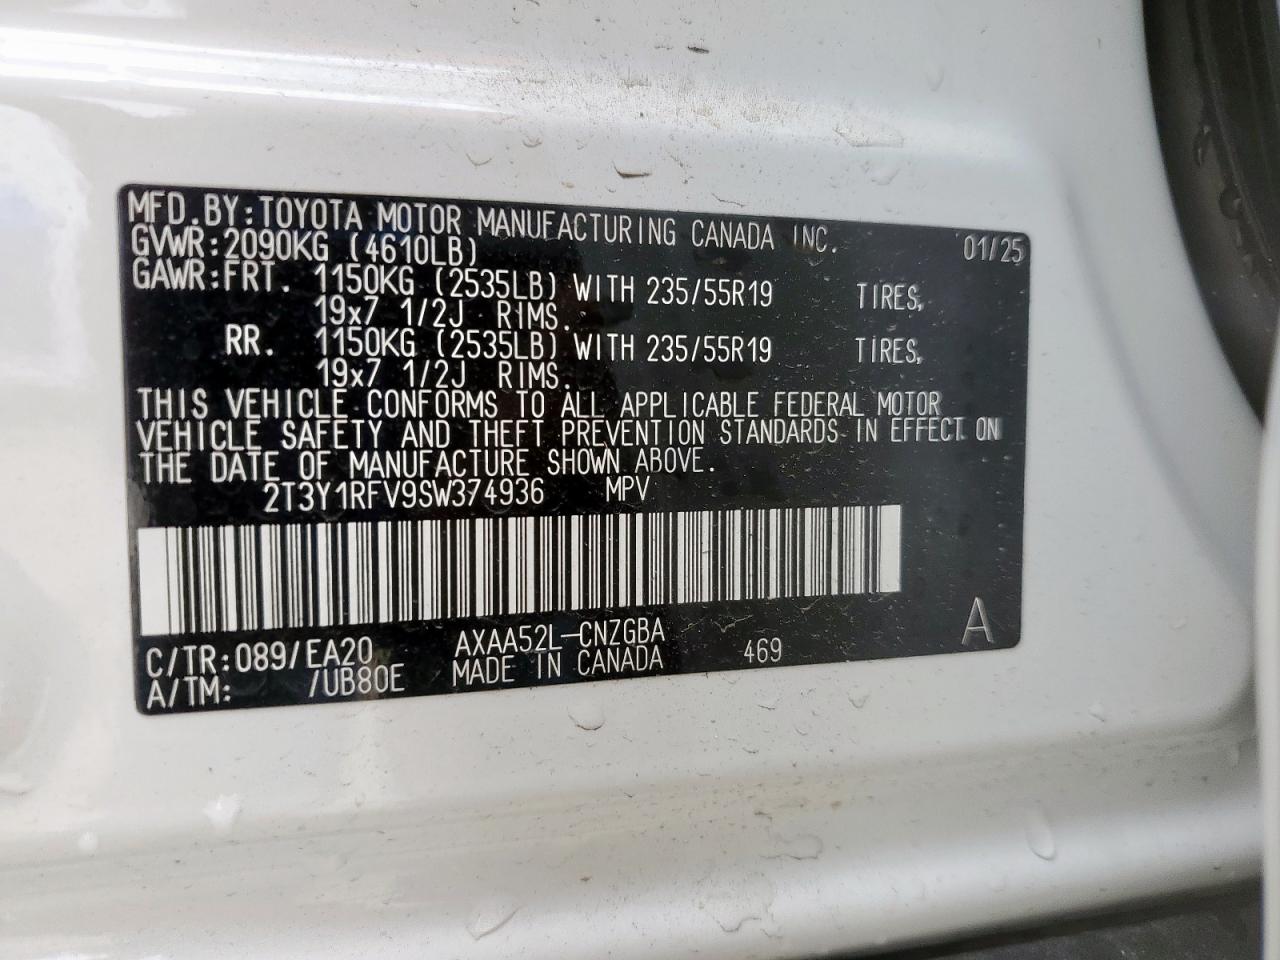 MFD.BY:TOYOTA MOTOR MANUFACTURING CANADA INC. 01/25
GVWR:2090KG (4610LB)
GAWR:FRT. 1150KG (2535LB) WITH 235/55R19 TIRES,
19x7 1/2J RIMS.
RR. 1150KG (2535LB) WITH 235/55R19 TIRES,
19x7 1/2J RIMS.
THIS VEHICLE CONFORMS TO ALL APPLICABLE FEDERAL MOTOR
VEHICLE SAFETY AND THEFT PREVENTION STANDARDS IN EFFECT ON
THE DATE OF MANUFACTURE SHOWN ABOVE.
2T3Y1RFV9SW374936 MPV
C/TR:089/EA20 AXAA52L-CNZGBA 469 A
A/TM: /UB80E MADE IN CANADA